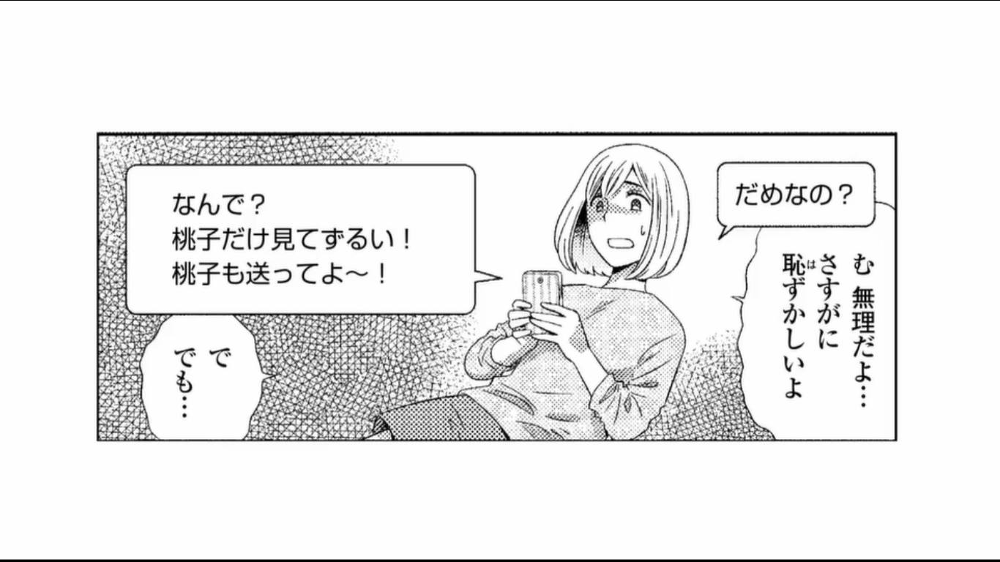 だめなの？
む 無理だよ…
さすがに
恥ずかしいよ
なんで？
桃子だけ見てずるい！
桃子も送ってよ～！
で
でも…